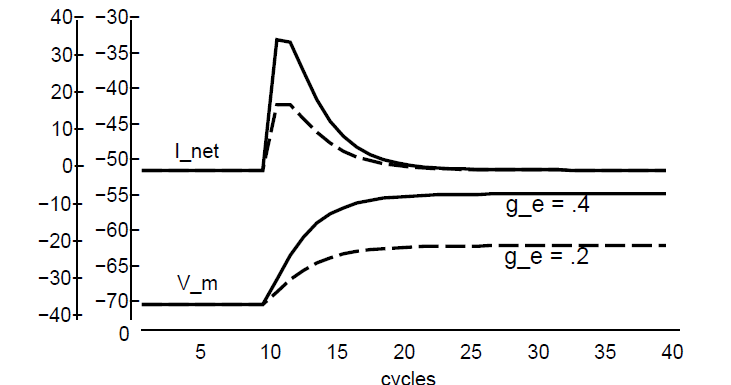 40 −30
30 −35
20 −40
10 −45
I_net
0 −50
−10 −55
g_e = .4
−20 −60
g_e = .2
−30 −65
V_m
−40 −70
0
5 10 15 20 25 30 35 40
cycles